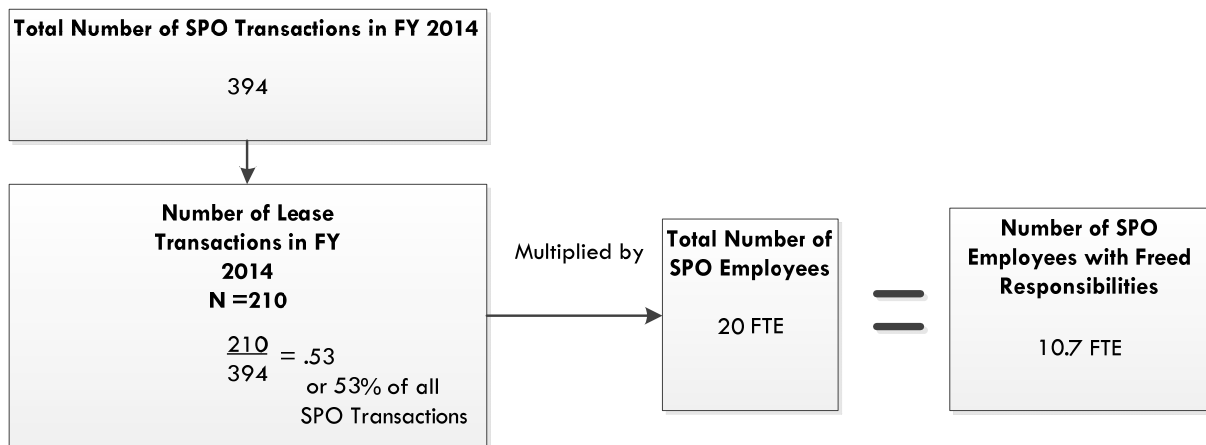 Total Number of SPO Transactions in FY 2014
394
Number of Lease
Transactions in FY
2014
N =210
210
394
= .53
or 53% of all
SPO Transactions
Multiplied by
Total Number of
SPO Employees
20 FTE
=
Number of SPO
Employees with Freed
Responsibilities
10.7 FTE